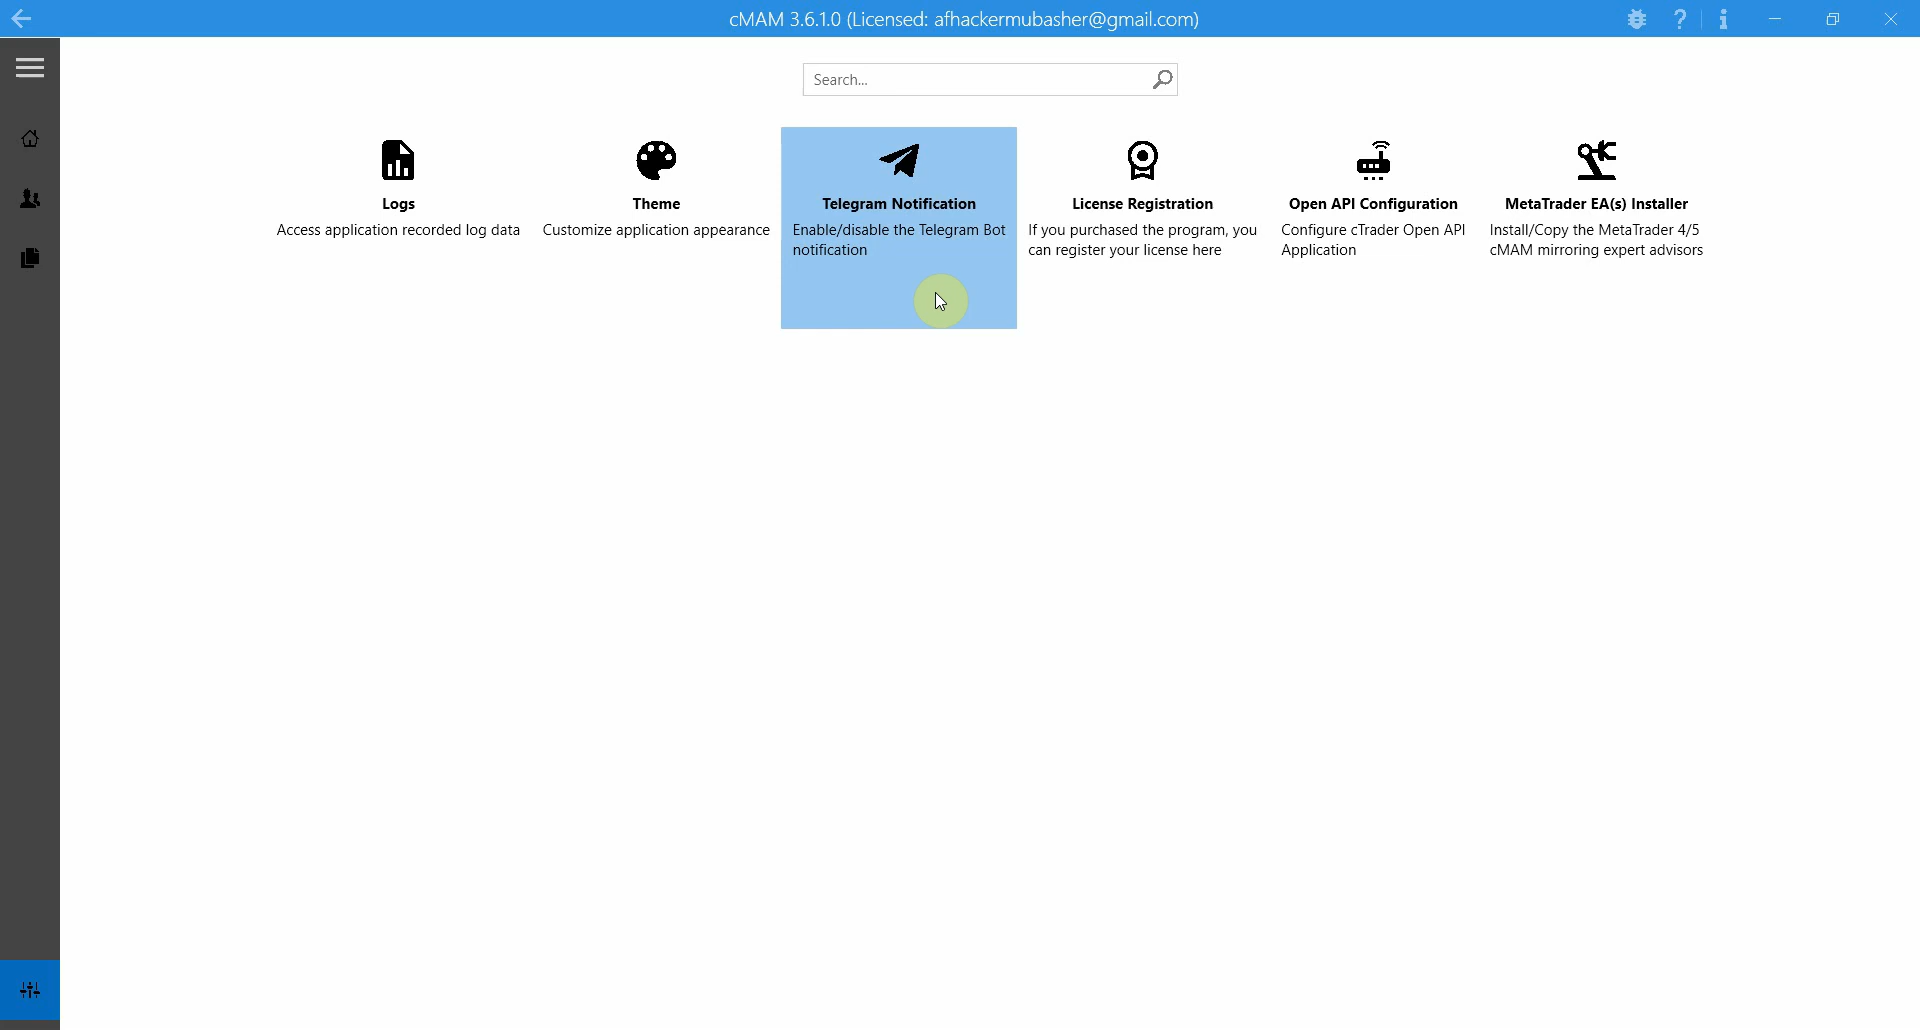 cMAM 3.6.1.0 (Licensed: afhackermubasher@gmail.com)
Search...
Logs
Access application recorded log data
Theme
Customize application appearance
Telegram Notification
Enable/disable the Telegram Bot
notification
License Registration
If you purchased the program, you
can register your license here
Open API Configuration
Configure cTrader Open API
Application
MetaTrader EA(s) Installer
Install/Copy the MetaTrader 4/5
cMAM mirroring expert advisors